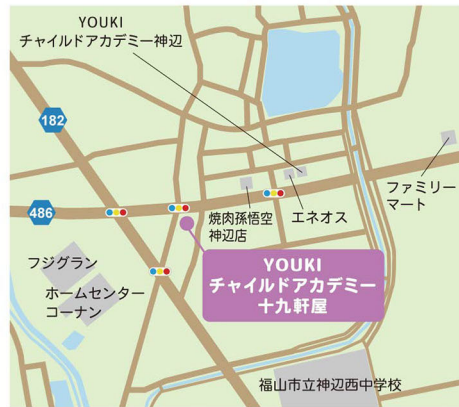 YOUKI
チャイルドアカデミー神辺
182
486
焼肉孫悟空
神辺店
エネオス
ファミリー
マート
フジグラン
ホームセンター
コーナン
YOUKI
チャイルドアカデミー
十九軒屋
福山市立神辺西中学校